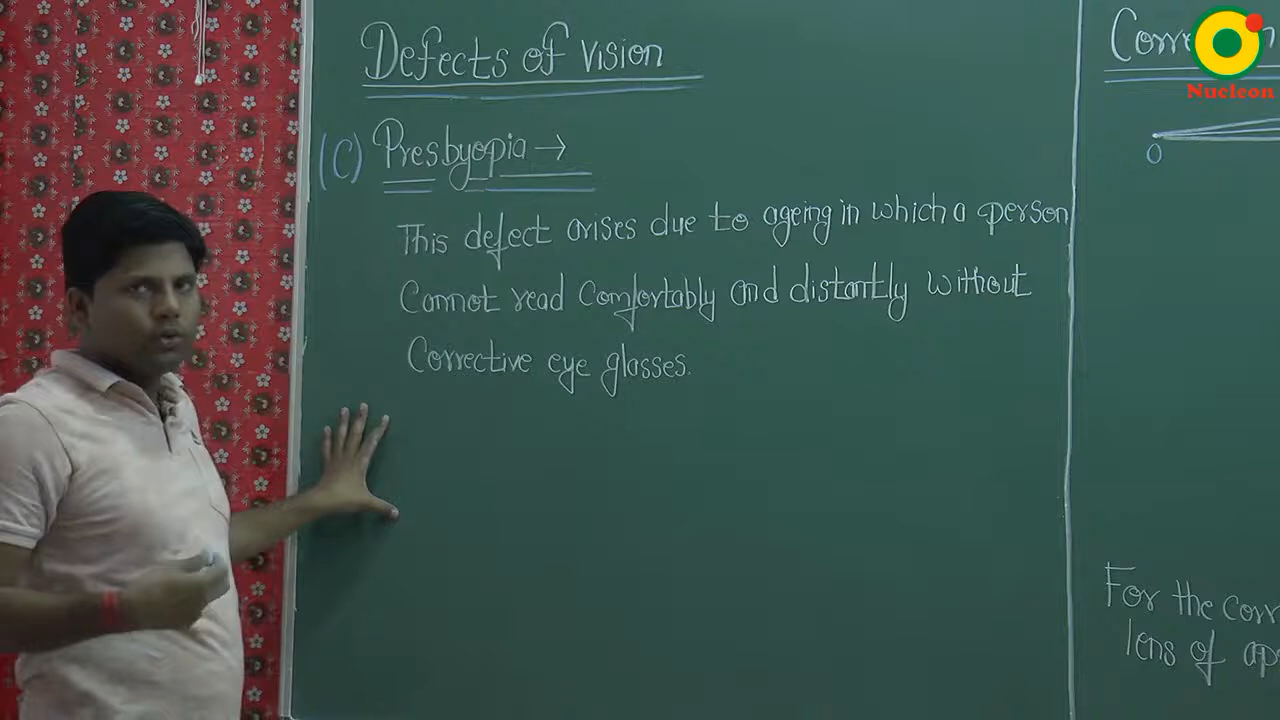 Defects of Vision
(C) Presbyopia →
This defect arises due to ageing in which a person
Cannot read Comfortably and distantly without
Corrective eye glasses.
O
For the
lens of
Nucleon